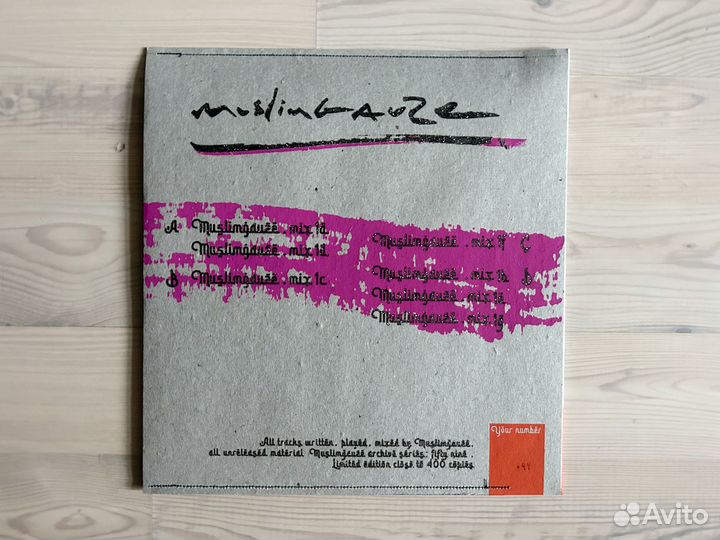 muslimGAUZe
A Muslimgauze . mix 1a
Muslimgauze . mix 1d
B Muslimgauze . mix 1c
Muslimgauze . mix 1f C
Muslimgauze . mix 1b D
Muslimgauze . mix 1e
Muslimgauze . mix 1g
All tracks written, played, mixed by Muslimgauze.
all unreleased material Muslimgauze archive series: fifty nine .
Limited edition close to 400 copies
Your number
Avito